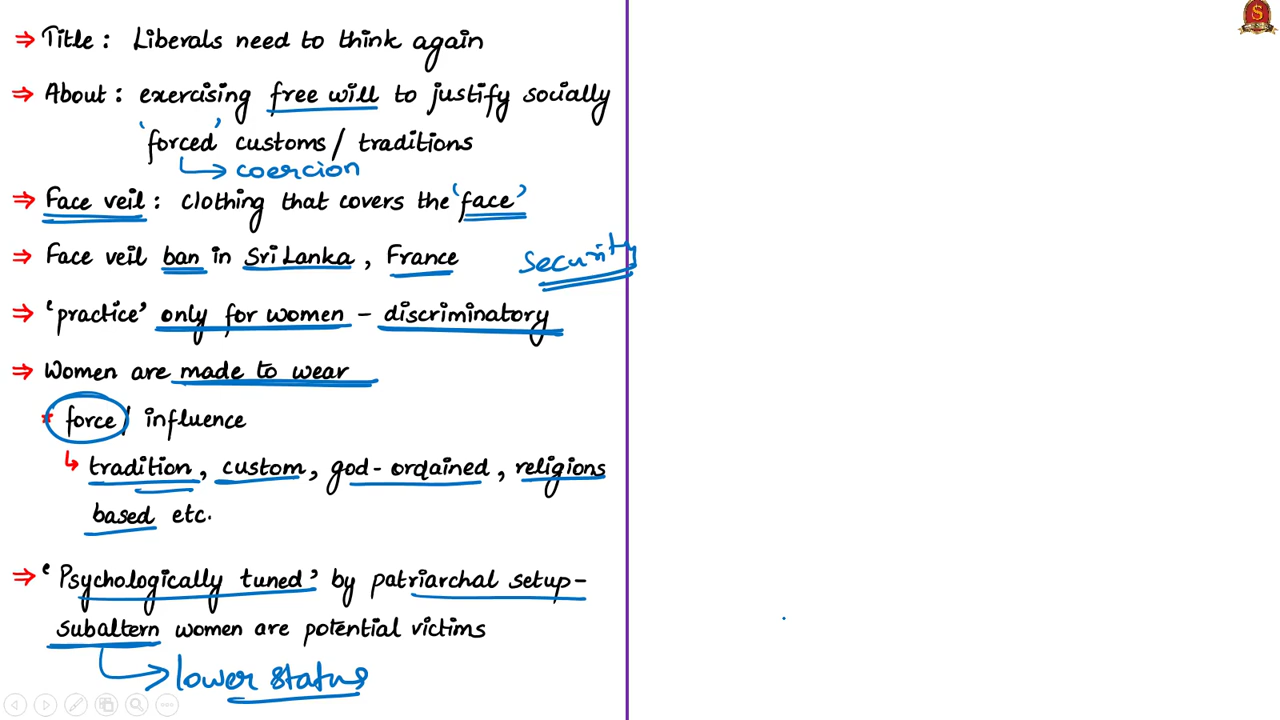 ⇒ Title : Liberals need to think again
⇒ About : exercising free will to justify socially
'forced' customs / traditions
↳ coercion
⇒ Face veil : clothing that covers the 'face'
⇒ Face veil ban in Sri Lanka , France
Security
⇒ 'practice' only for women – discriminatory
⇒ Women are made to wear
* force / influence
↳ tradition , custom , god-ordained , religions
based etc.
⇒ 'Psychologically tuned' by patriarchal setup-
subaltern women are potential victims
lower status
S